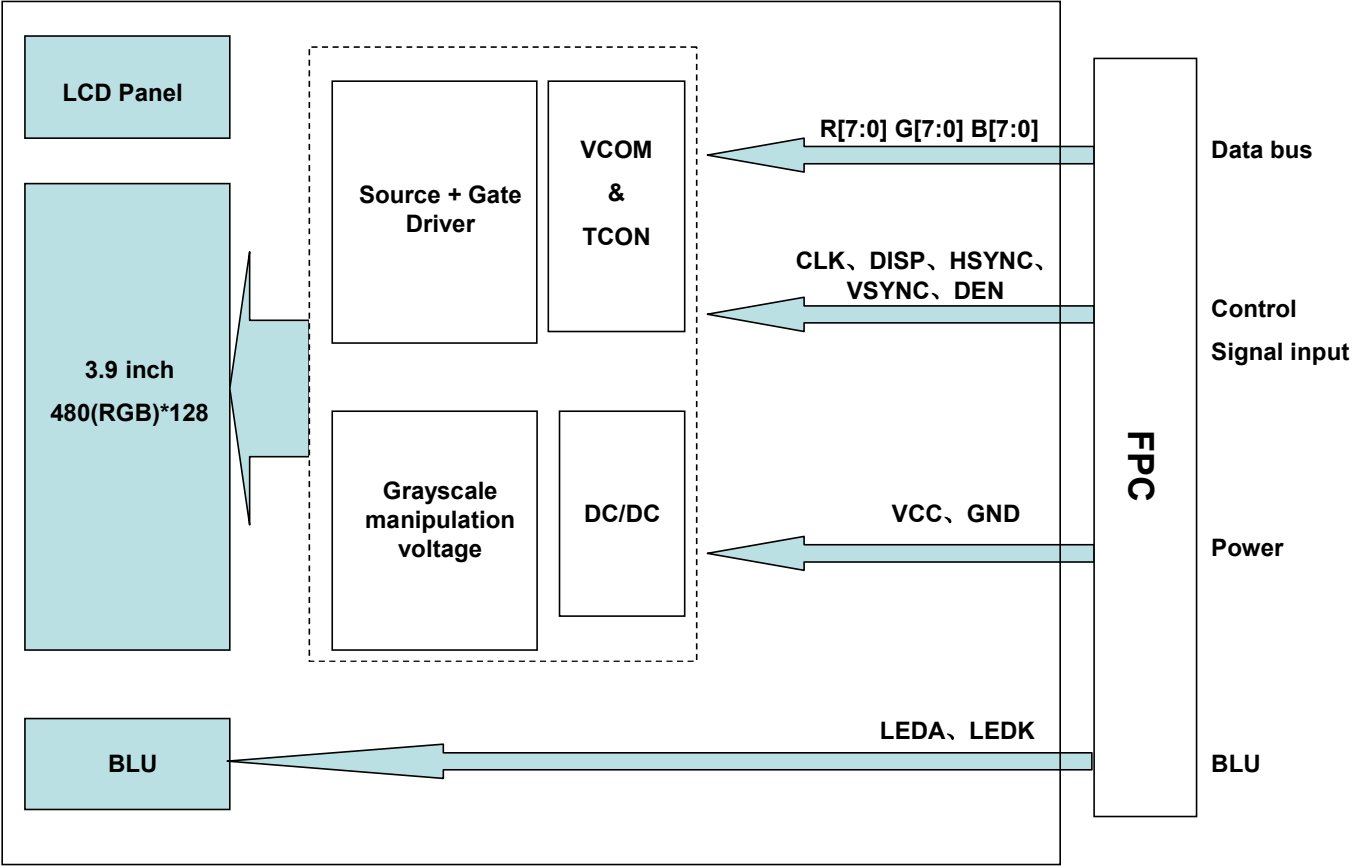 LCD Panel
3.9 inch
480(RGB)*128
BLU
Source + Gate
Driver
VCOM
&
TCON
Grayscale
manipulation
voltage
DC/DC
R[7:0] G[7:0] B[7:0]
CLK、DISP、HSYNC、
VSYNC、DEN
VCC、GND
LEDA、LEDK
FPC
Data bus
Control
Signal input
Power
BLU